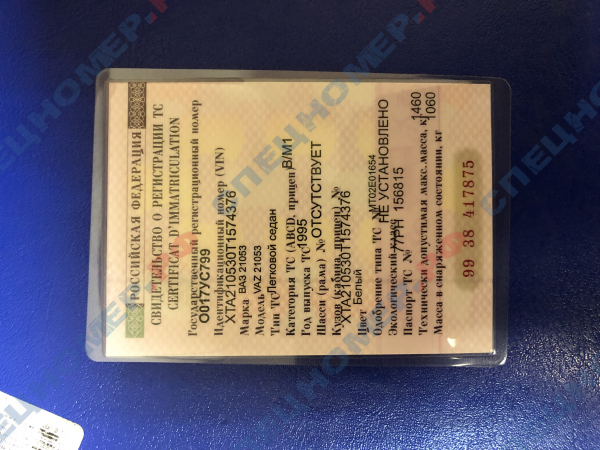 РОССИЙСКАЯ ФЕДЕРАЦИЯ
СВИДЕТЕЛЬСТВО О РЕГИСТРАЦИИ ТС
CERTIFICAT D'IMMATRICULATION
Государственный регистрационный номер
О017УС799
Идентификационный номер (VIN)
XTA210530T1574376
Марка ВАЗ 21053
Модель VAZ 21053
Тип ТС Легковой седан
Категория ТС (ABCD, прицеп) B/M1
Год выпуска ТС 1995
Шасси (рама) № ОТСУТСТВУЕТ
Кузов (кабина, прицеп) №
XTA210530T1574376
Цвет Белый
Одобрение типа ТС № МТ02Е01654
Экологический класс НЕ УСТАНОВЛЕНО
Паспорт ТС № 77РН 156815
Технически допустимая макс. масса, кг 1460
Масса в снаряженном состоянии, кг 1060
99 38 417875
СПЕЦНОМЕР.РФ